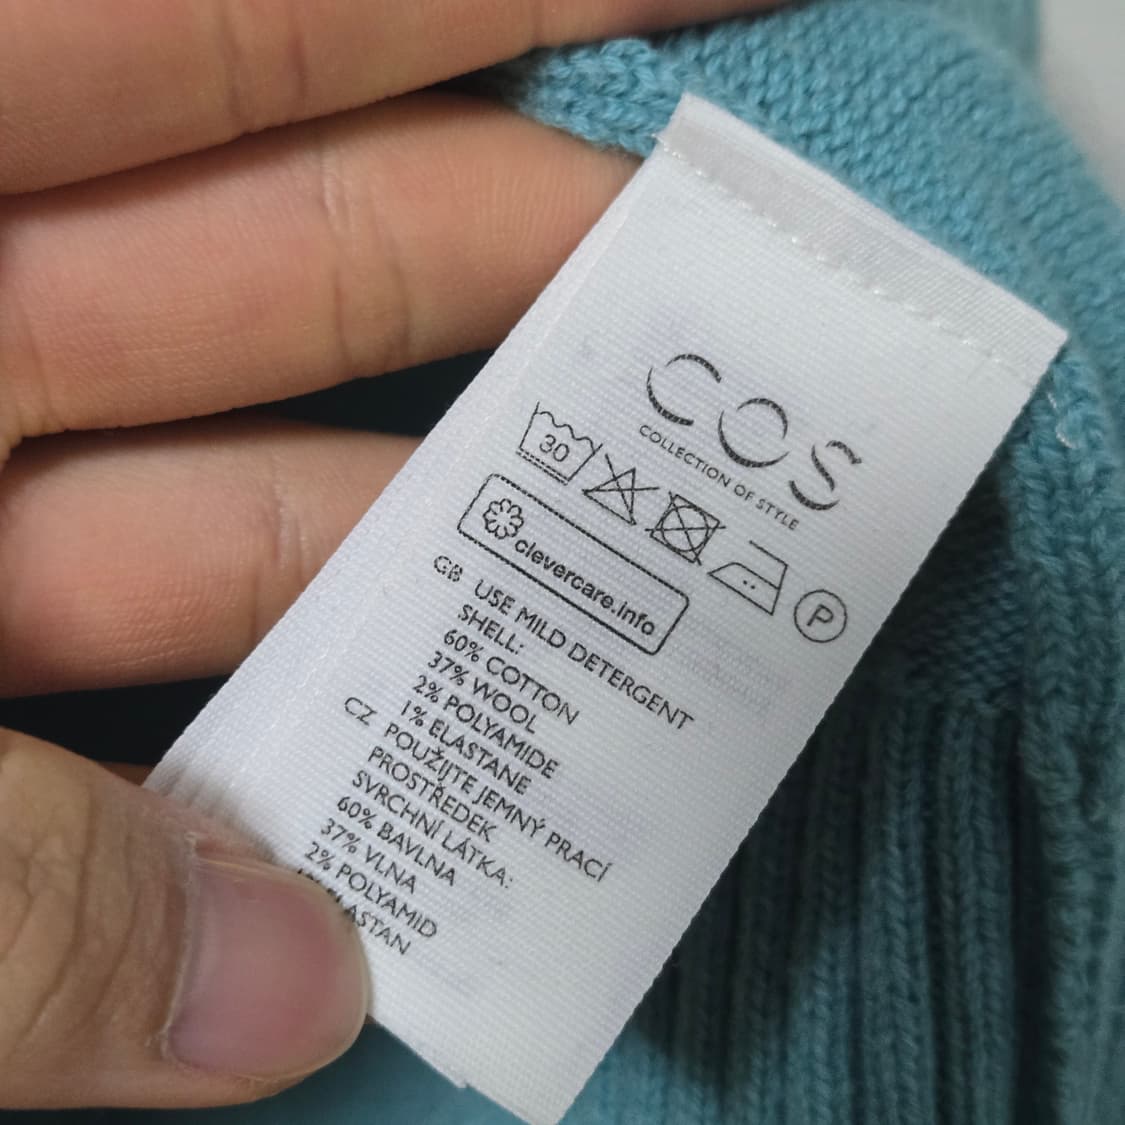 COS
COLLECTION OF STYLE
30
P
clevercare.info
GB USE MILD DETERGENT
SHELL:
60% COTTON
37% WOOL
2% POLYAMIDE
1% ELASTANE
CZ POUŽIJTE JEMNÝ PRACÍ
PROSTŘEDEK
SVRCHNÍ LÁTKA:
60% BAVLNA
37% VLNA
2% POLYAMID